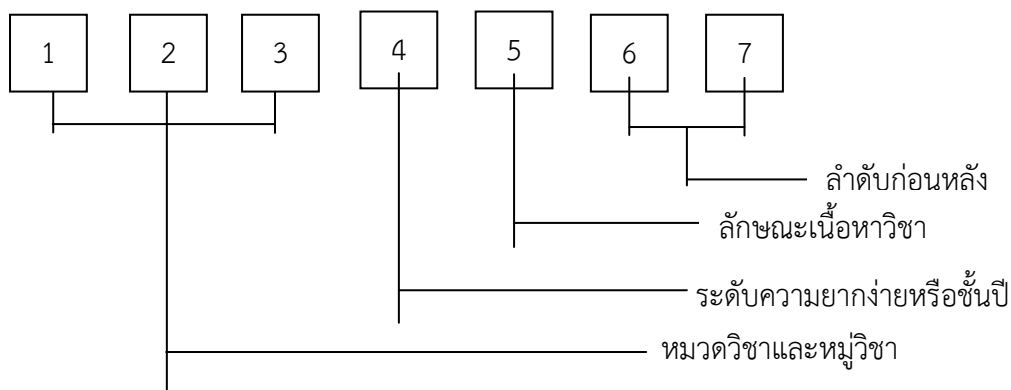 1 2 3 4 5 6 7
ลำดับก่อนหลัง
ลักษณะเนื้อหาวิชา
ระดับความยากง่ายหรือชั้นปี
หมวดวิชาและหมู่วิชา